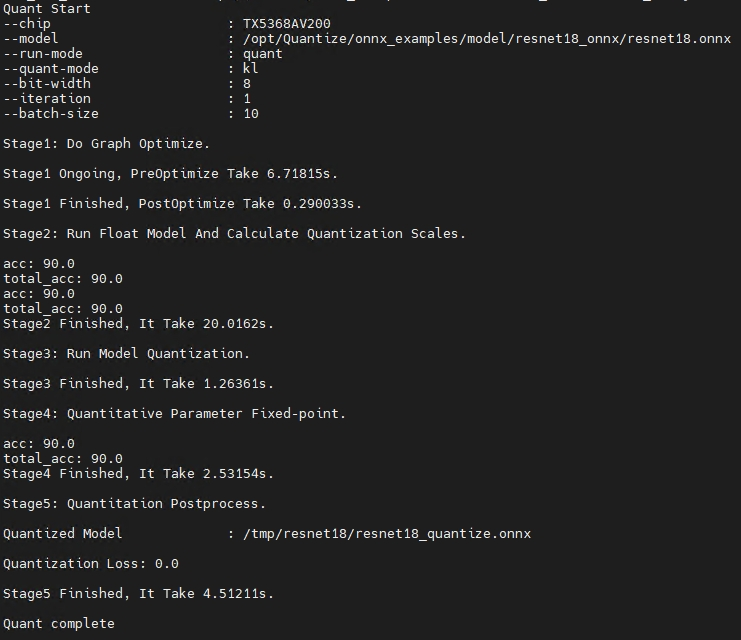 Quant Start
--chip : TX5368AV200
--model : /opt/Quantize/onnx_examples/model/resnet18_onnx/resnet18.onnx
--run-mode : quant
--quant-mode : kl
--bit-width : 8
--iteration : 1
--batch-size : 10
Stage1: Do Graph Optimize.
Stage1 Ongoing, PreOptimize Take 6.71815s.
Stage1 Finished, PostOptimize Take 0.290033s.
Stage2: Run Float Model And Calculate Quantization Scales.
acc: 90.0
total_acc: 90.0
acc: 90.0
total_acc: 90.0
Stage2 Finished, It Take 20.0162s.
Stage3: Run Model Quantization.
Stage3 Finished, It Take 1.26361s.
Stage4: Quantitative Parameter Fixed-point.
acc: 90.0
total_acc: 90.0
Stage4 Finished, It Take 2.53154s.
Stage5: Quantitation Postprocess.
Quantized Model : /tmp/resnet18/resnet18_quantize.onnx
Quantization Loss: 0.0
Stage5 Finished, It Take 4.51211s.
Quant complete